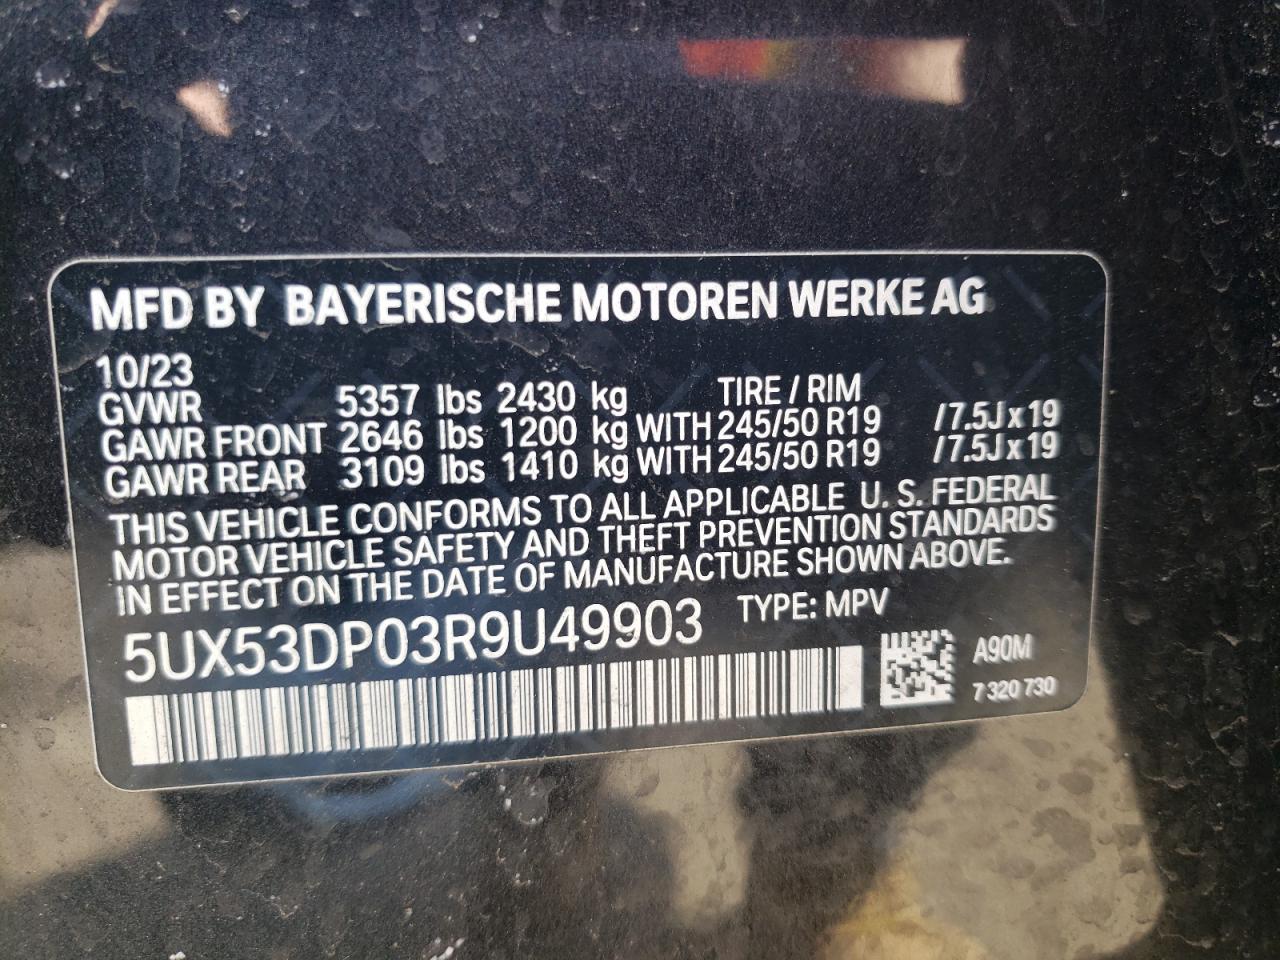 MFD BY BAYERISCHE MOTOREN WERKE AG
10/23
GVWR 5357 lbs 2430 kg TIRE / RIM
GAWR FRONT 2646 lbs 1200 kg WITH 245/50 R19 /7.5J x 19
GAWR REAR 3109 lbs 1410 kg WITH 245/50 R19 /7.5J x 19
THIS VEHICLE CONFORMS TO ALL APPLICABLE U. S. FEDERAL
MOTOR VEHICLE SAFETY AND THEFT PREVENTION STANDARDS
IN EFFECT ON THE DATE OF MANUFACTURE SHOWN ABOVE.
5UX53DP03R9U49903 TYPE: MPV
A90M
7 320 730